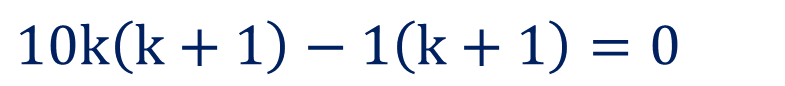 10k(k + 1) − 1(k + 1) = 0